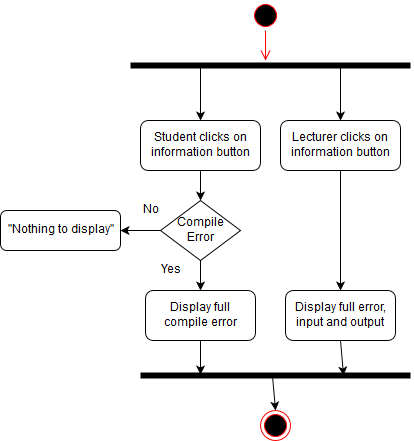 Student clicks on
information button
Lecturer clicks on
information button
No
Compile
Error
"Nothing to display"
Yes
Display full
compile error
Display full error,
input and output